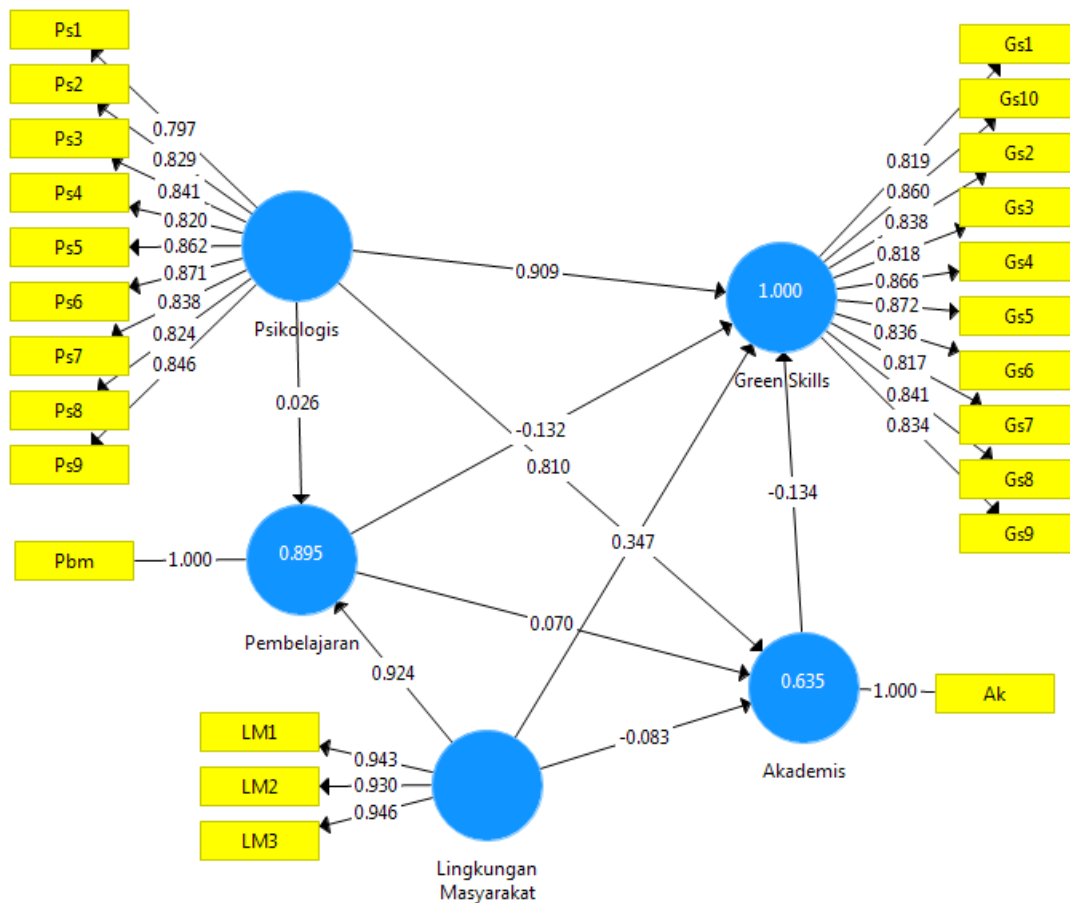 Ps1
Ps2
Ps3
Ps4
Ps5
Ps6
Ps7
Ps8
Ps9
0.797
0.829
0.841
0.820
0.862
0.871
0.838
0.824
0.846
Psikologis
0.909
0.026
0.810
1.000
Green Skills
Gs1
Gs10
Gs2
Gs3
Gs4
Gs5
Gs6
Gs7
Gs8
Gs9
0.819
0.860
0.838
0.818
0.866
0.872
0.836
0.817
0.841
0.834
-0.132
0.347
-0.134
Pbm
1.000
0.895
Pembelajaran
0.070
0.924
-0.083
0.635
Akademis
1.000
Ak
LM1
LM2
LM3
0.943
0.930
0.946
Lingkungan
Masyarakat